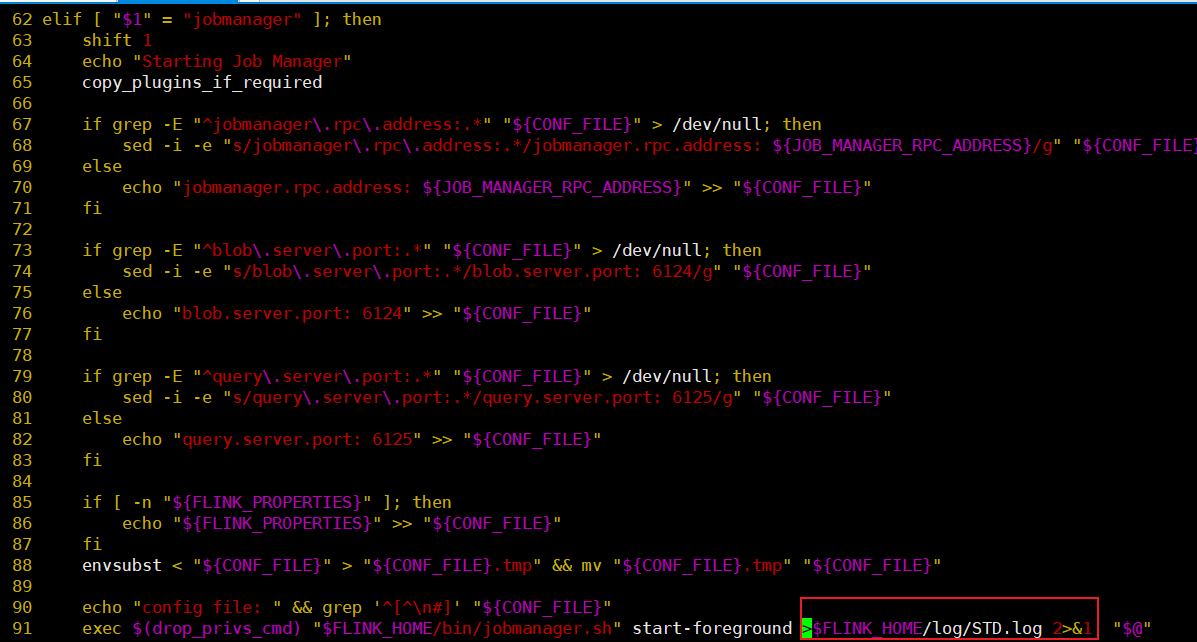 62 elif [ "$1" = "jobmanager" ]; then
63     shift 1
64     echo "Starting Job Manager"
65     copy_plugins_if_required
66
67     if grep -E "^jobmanager\.rpc\.address:.*" "${CONF_FILE}" > /dev/null; then
68         sed -i -e "s/jobmanager\.rpc\.address:.*/jobmanager.rpc.address: ${JOB_MANAGER_RPC_ADDRESS}/g" "${CONF_FILE}
69     else
70         echo "jobmanager.rpc.address: ${JOB_MANAGER_RPC_ADDRESS}" >> "${CONF_FILE}"
71     fi
72
73     if grep -E "^blob\.server\.port:.*" "${CONF_FILE}" > /dev/null; then
74         sed -i -e "s/blob\.server\.port:.*/blob.server.port: 6124/g" "${CONF_FILE}"
75     else
76         echo "blob.server.port: 6124" >> "${CONF_FILE}"
77     fi
78
79     if grep -E "^query\.server\.port:.*" "${CONF_FILE}" > /dev/null; then
80         sed -i -e "s/query\.server\.port:.*/query.server.port: 6125/g" "${CONF_FILE}"
81     else
82         echo "query.server.port: 6125" >> "${CONF_FILE}"
83     fi
84
85     if [ -n "${FLINK_PROPERTIES}" ]; then
86         echo "${FLINK_PROPERTIES}" >> "${CONF_FILE}"
87     fi
88     envsubst < "${CONF_FILE}" > "${CONF_FILE}.tmp" && mv "${CONF_FILE}.tmp" "${CONF_FILE}"
89
90     echo "config file: " && grep '^[^\n#]' "${CONF_FILE}"
91     exec $(drop_privs_cmd) "$FLINK_HOME/bin/jobmanager.sh" start-foreground >$FLINK_HOME/log/STD.log 2>&1  "$@"